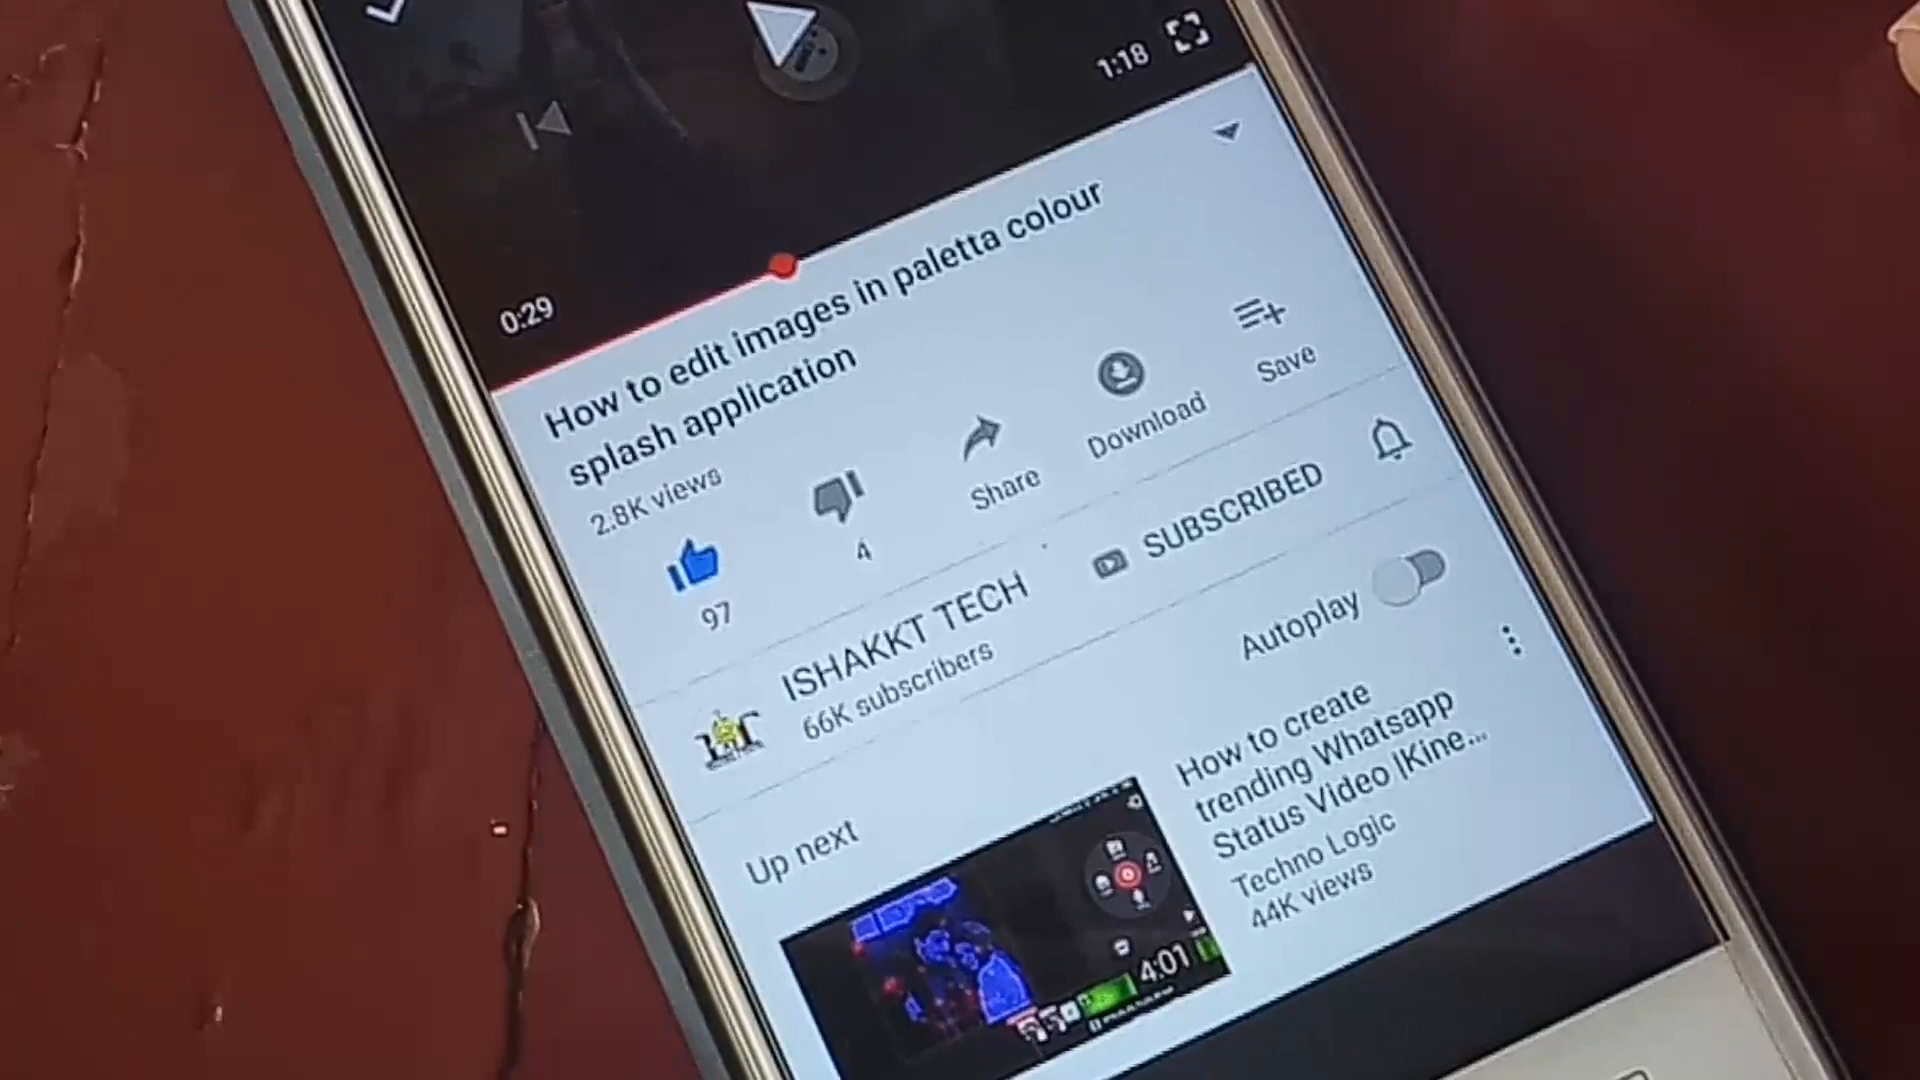 1:18
0:29
How to edit images in paletta colour
splash application
2.8K views
97
4
Share
Download
Save
ISHAKKT TECH
66K subscribers
SUBSCRIBED
Autoplay
Up next
4:01
How to create
trending Whatsapp
Status Video |Kine...
Techno Logic
44K views